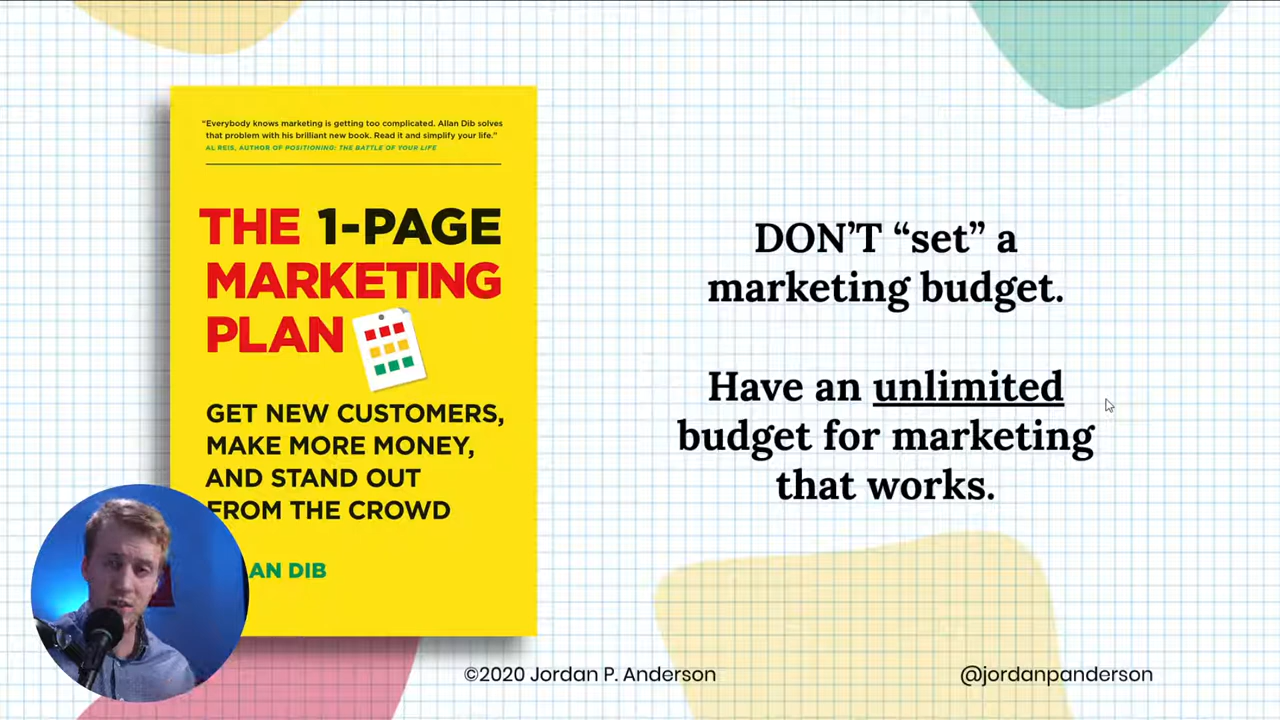 “Everybody knows marketing is getting too complicated. Allan Dib solves
that problem with his brilliant new book. Read it and simplify your life.”
AL REIS, AUTHOR OF POSITIONING: THE BATTLE OF YOUR LIFE
THE 1-PAGE
MARKETING
PLAN
GET NEW CUSTOMERS,
MAKE MORE MONEY,
AND STAND OUT
FROM THE CROWD
AN DIB
DON’T “set” a
marketing budget.
Have an unlimited
budget for marketing
that works.
©2020 Jordan P. Anderson
@jordanpanderson